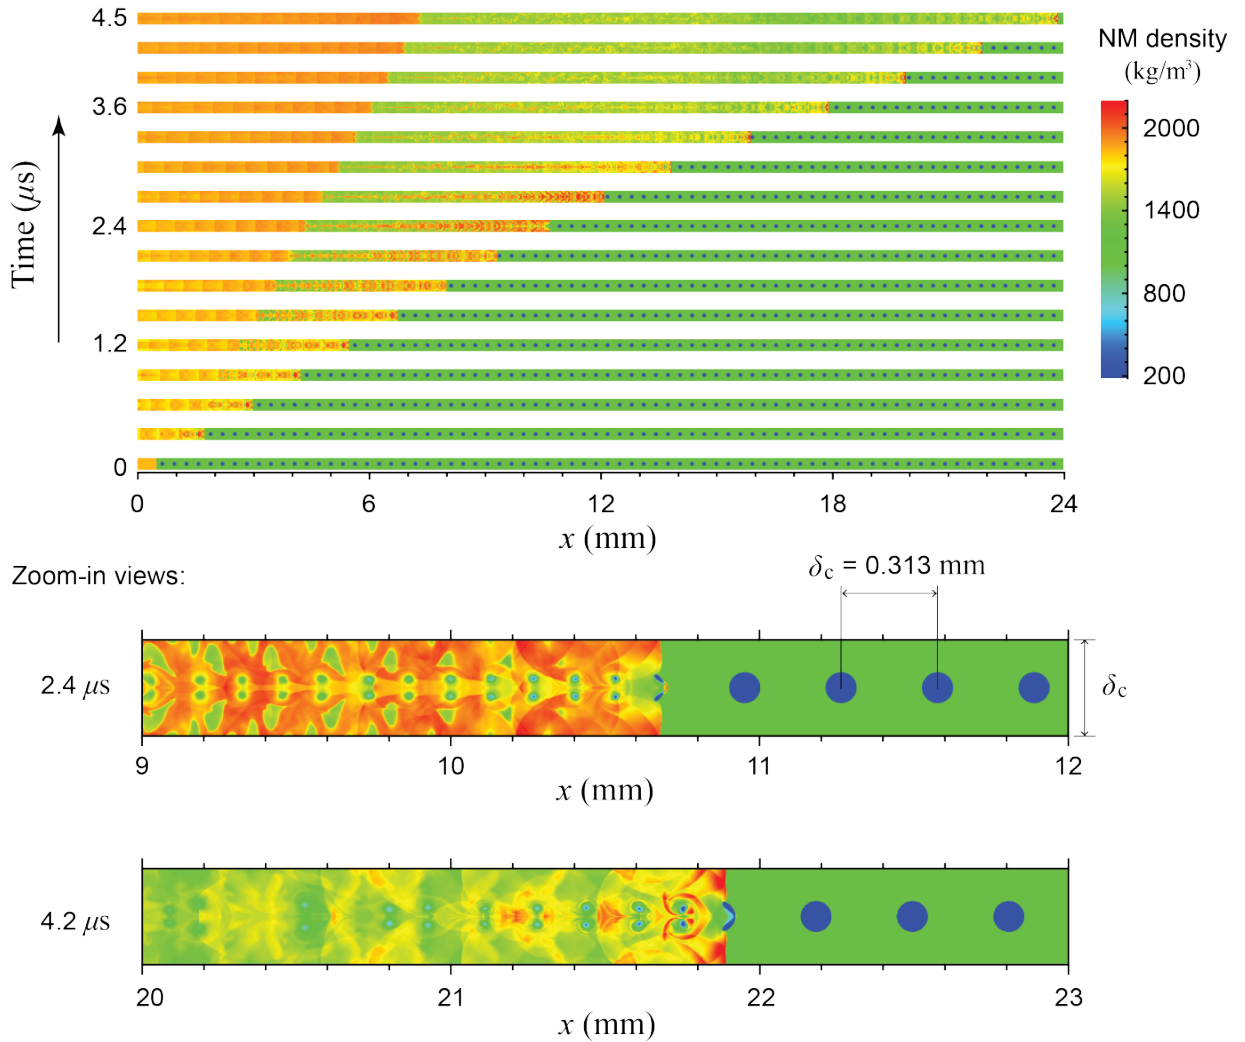 4.5
3.6
2.4
1.2
0
Time (μs)
0 6 12 18 24
x (mm)
NM density
(kg/m³)
2000
1400
800
200
Zoom-in views:
δc = 0.313 mm
2.4 μs
δc
9 10 11 12
x (mm)
4.2 μs
20 21 22 23
x (mm)